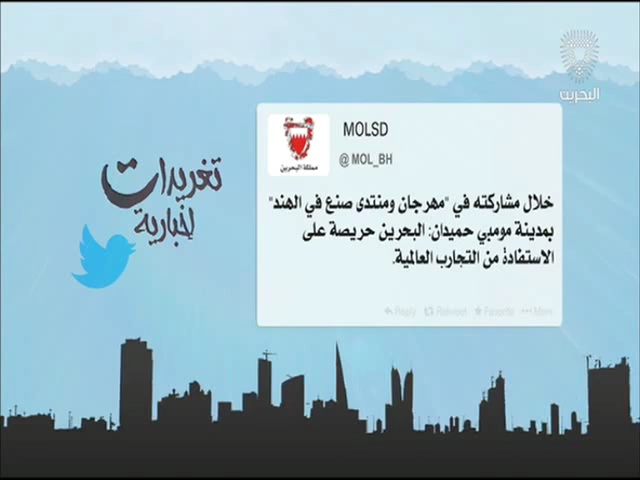 البحرين
MOLSD
@MOL_BH
مملكة البحرين
تغريدات
إخبارية
خلال مشاركته في "مهرجان ومنتدى صنع في الهند"
بمدينة مومبي حميدان: البحرين حريصة على
الاستفادة من التجارب العالمية.
Reply Retweet Favorite More